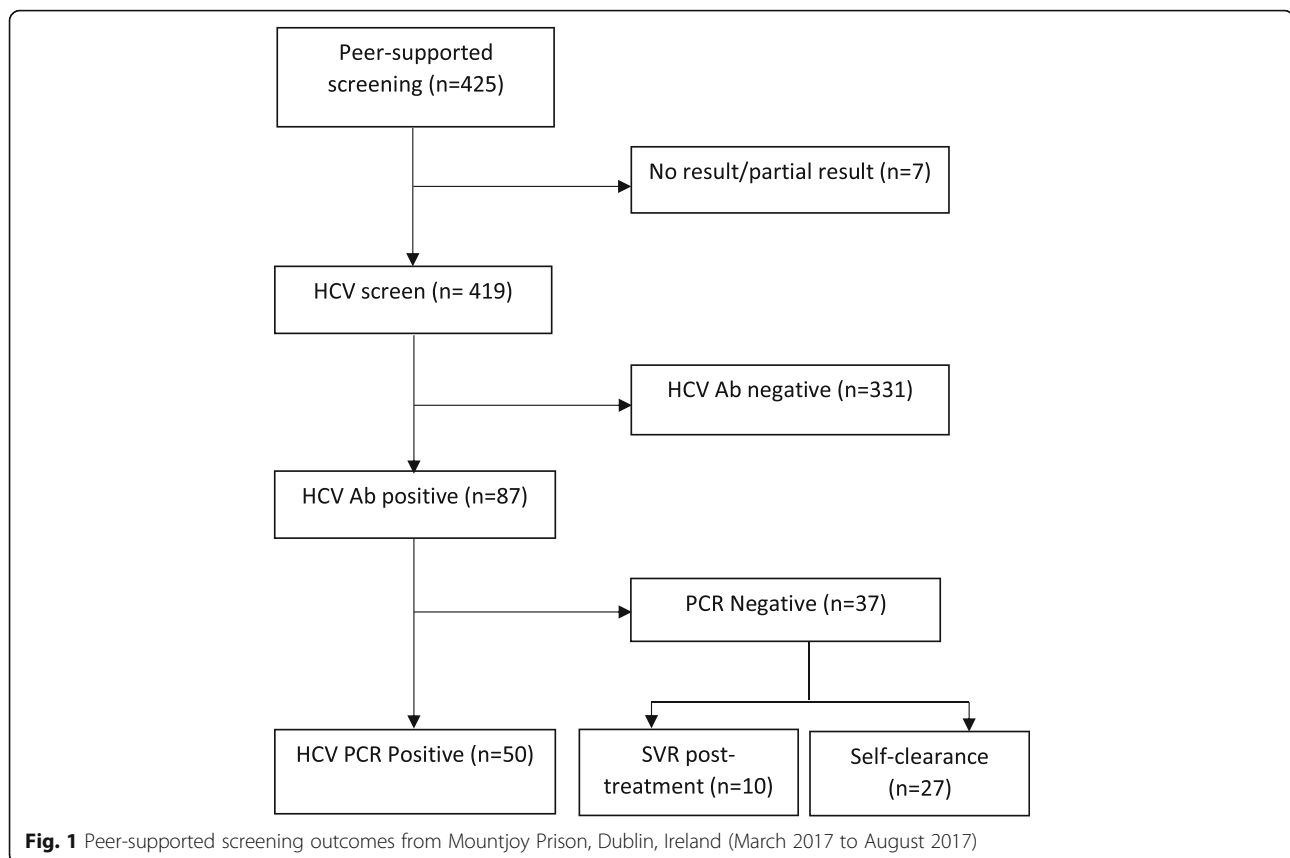 Peer-supported
screening (n=425)
No result/partial result (n=7)
HCV screen (n= 419)
HCV Ab negative (n=331)
HCV Ab positive (n=87)
PCR Negative (n=37)
HCV PCR Positive (n=50)
SVR post-
treatment (n=10)
Self-clearance
(n=27)
Fig. 1 Peer-supported screening outcomes from Mountjoy Prison, Dublin, Ireland (March 2017 to August 2017)